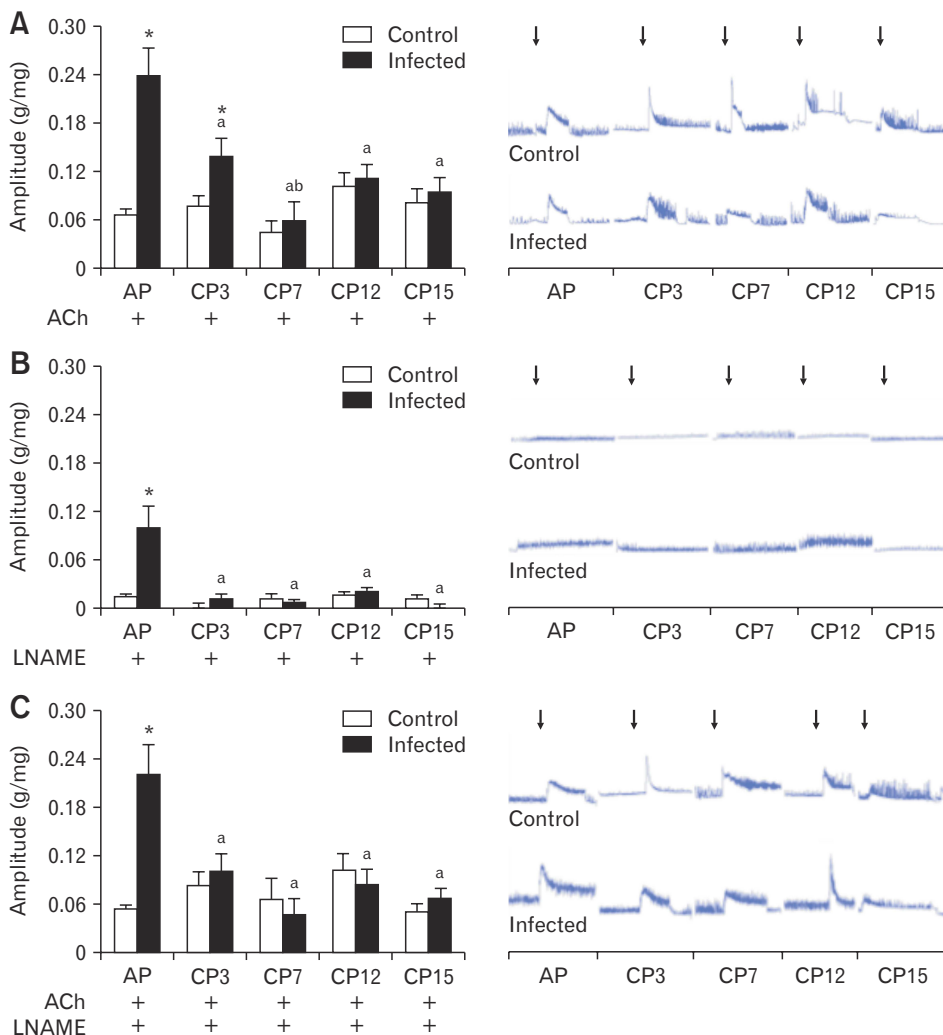 A
0.30
0.24
0.18
0.12
0.06
0
Amplitude (g/mg)
Control
Infected
*
*
a
ab
a
a
AP CP3 CP7 CP12 CP15
ACh + + + + +
Control
Infected
AP CP3 CP7 CP12 CP15
B
0.30
0.24
0.18
0.12
0.06
0
Amplitude (g/mg)
Control
Infected
*
a
a
a
a
AP CP3 CP7 CP12 CP15
LNAME + + + + +
Control
Infected
AP CP3 CP7 CP12 CP15
C
0.30
0.24
0.18
0.12
0.06
0
Amplitude (g/mg)
Control
Infected
*
a
a
a
a
AP CP3 CP7 CP12 CP15
ACh + + + + +
LNAME + + + + +
Control
Infected
AP CP3 CP7 CP12 CP15